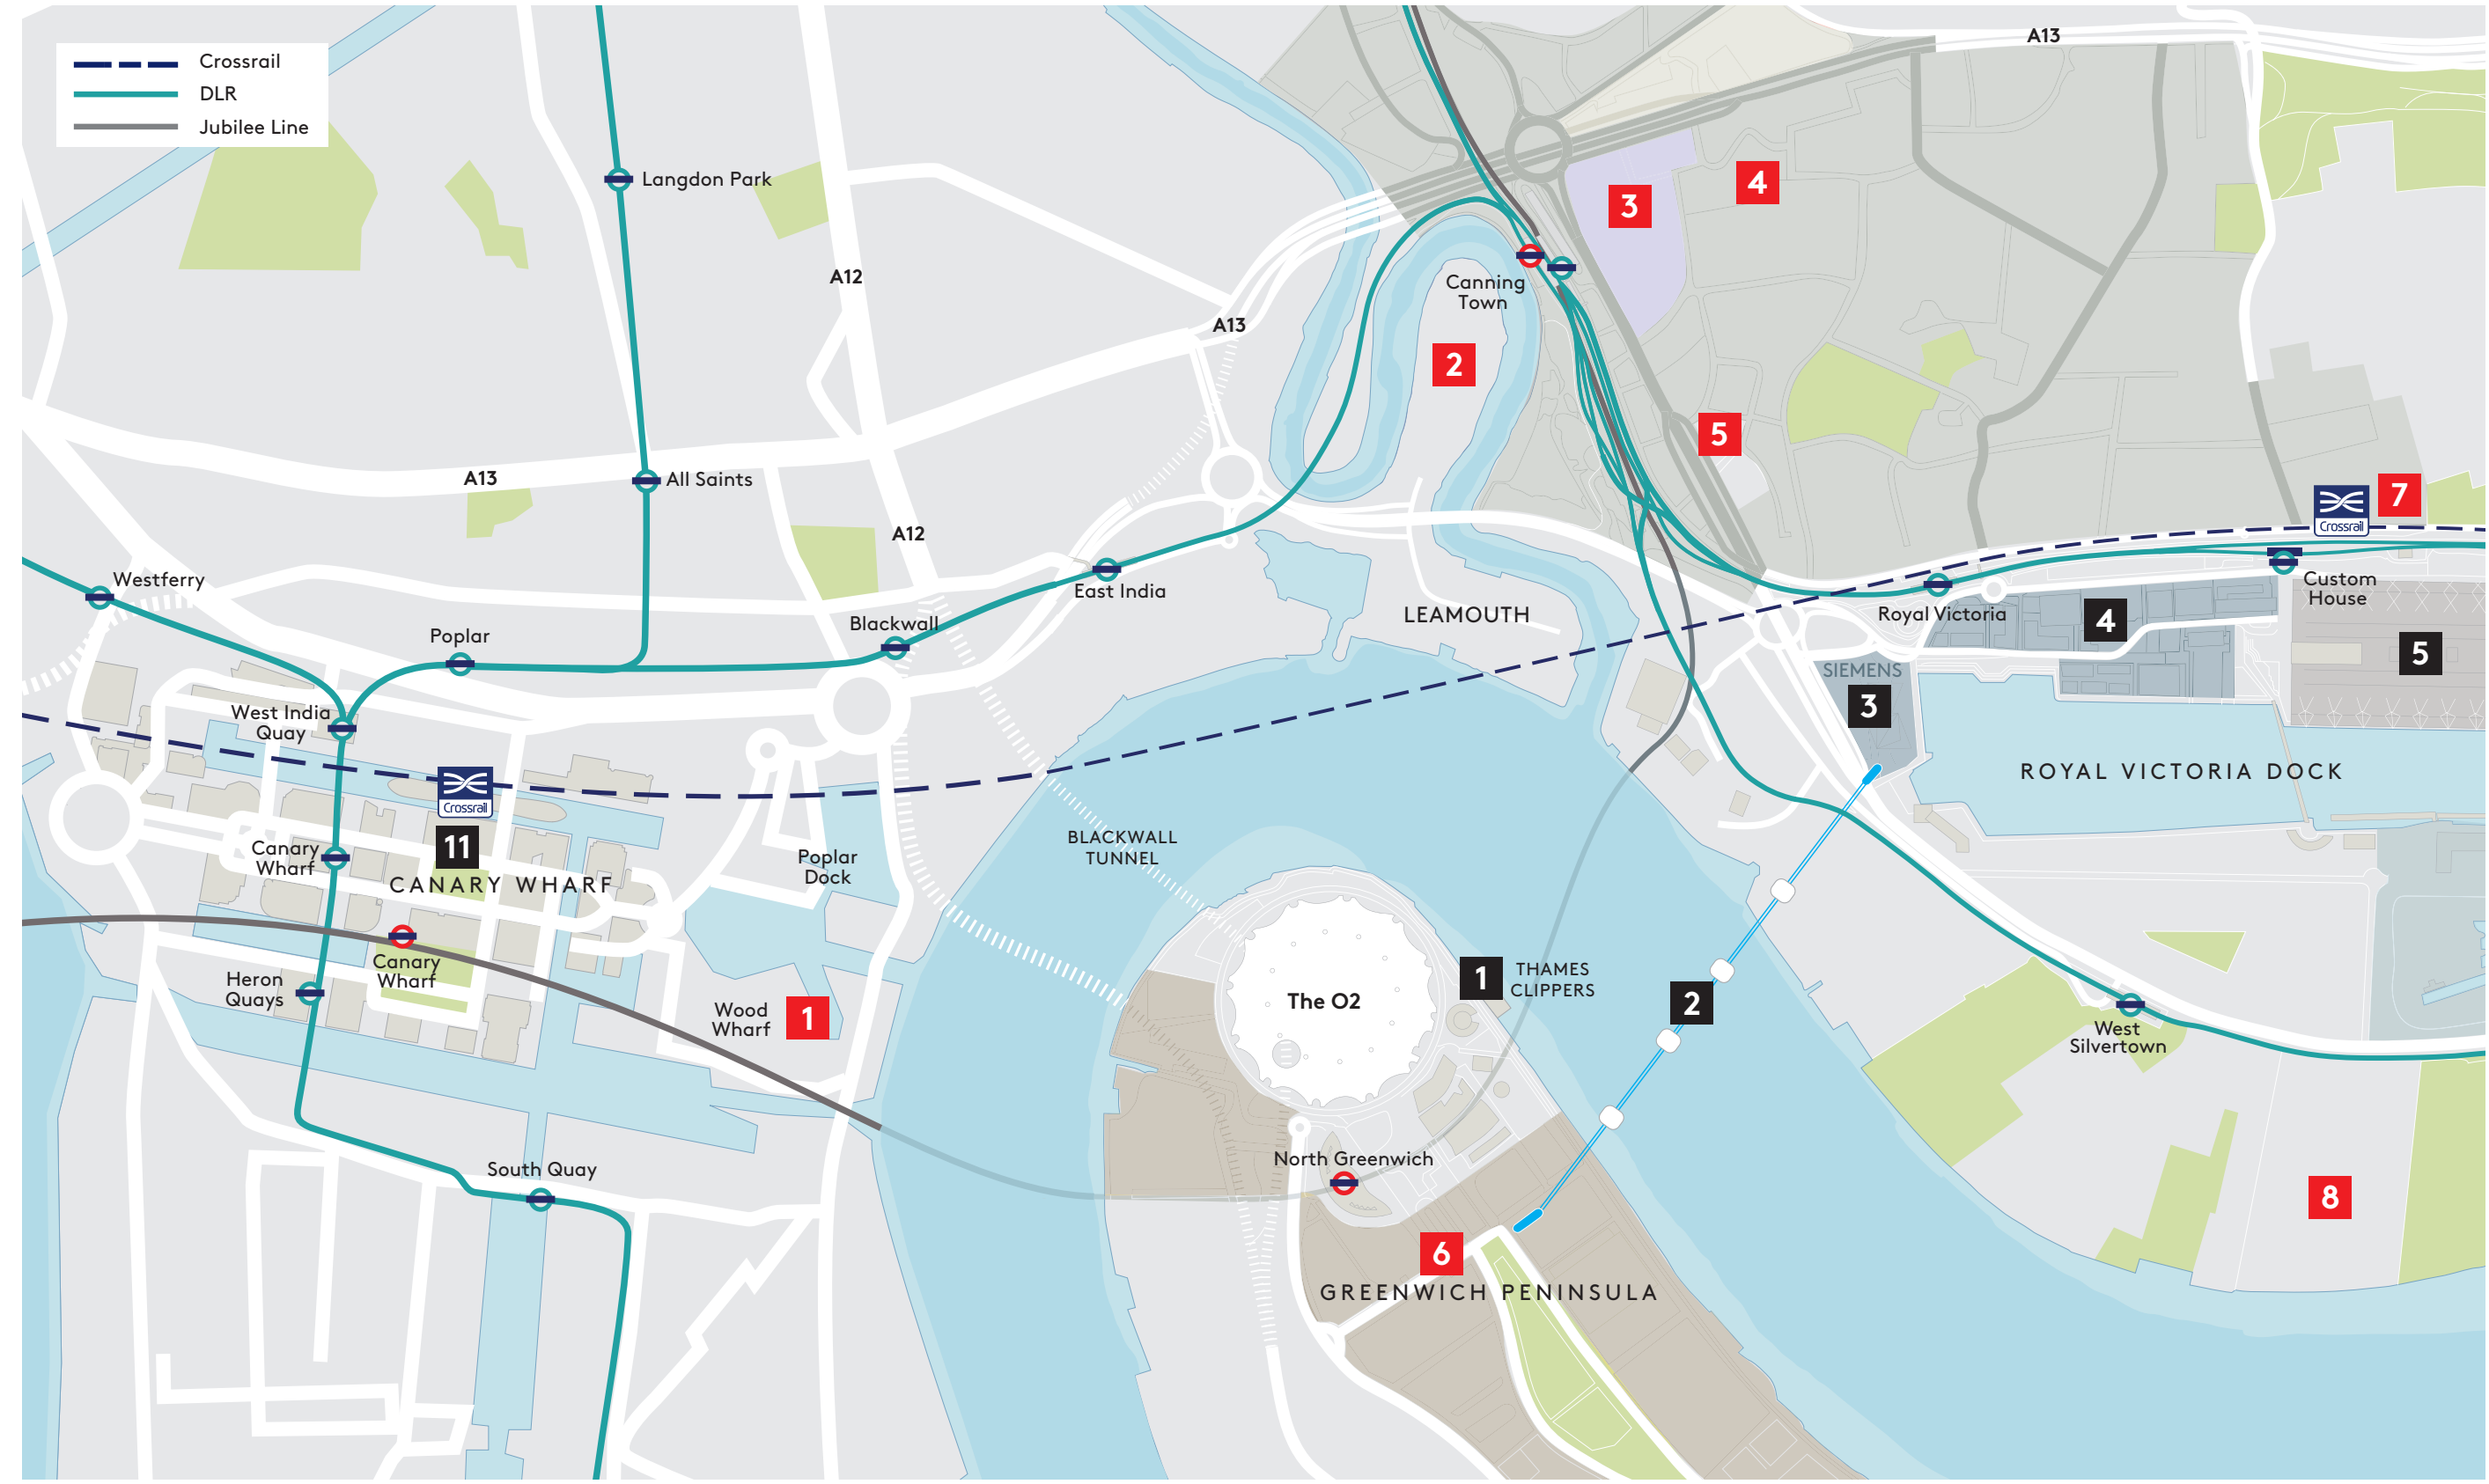 Crossrail
DLR
Jubilee Line
A13
Langdon Park
4
3
A12
Canning
Town
A13
2
5
A13
All Saints
7
Crossrail
A12
Westferry
East India
Custom
House
LEAMOUTH
Royal Victoria
4
Poplar
Blackwall
5
SIEMENS
3
West India
Quay
ROYAL VICTORIA DOCK
Crossrail
11
BLACKWALL
TUNNEL
Canary
Wharf
Poplar
Dock
CANARY WHARF
Canary
Wharf
Heron
Quays
1
THAMES
CLIPPERS
The O2
2
Wood
Wharf
1
West
Silvertown
North Greenwich
South Quay
8
6
GREENWICH PENINSULA